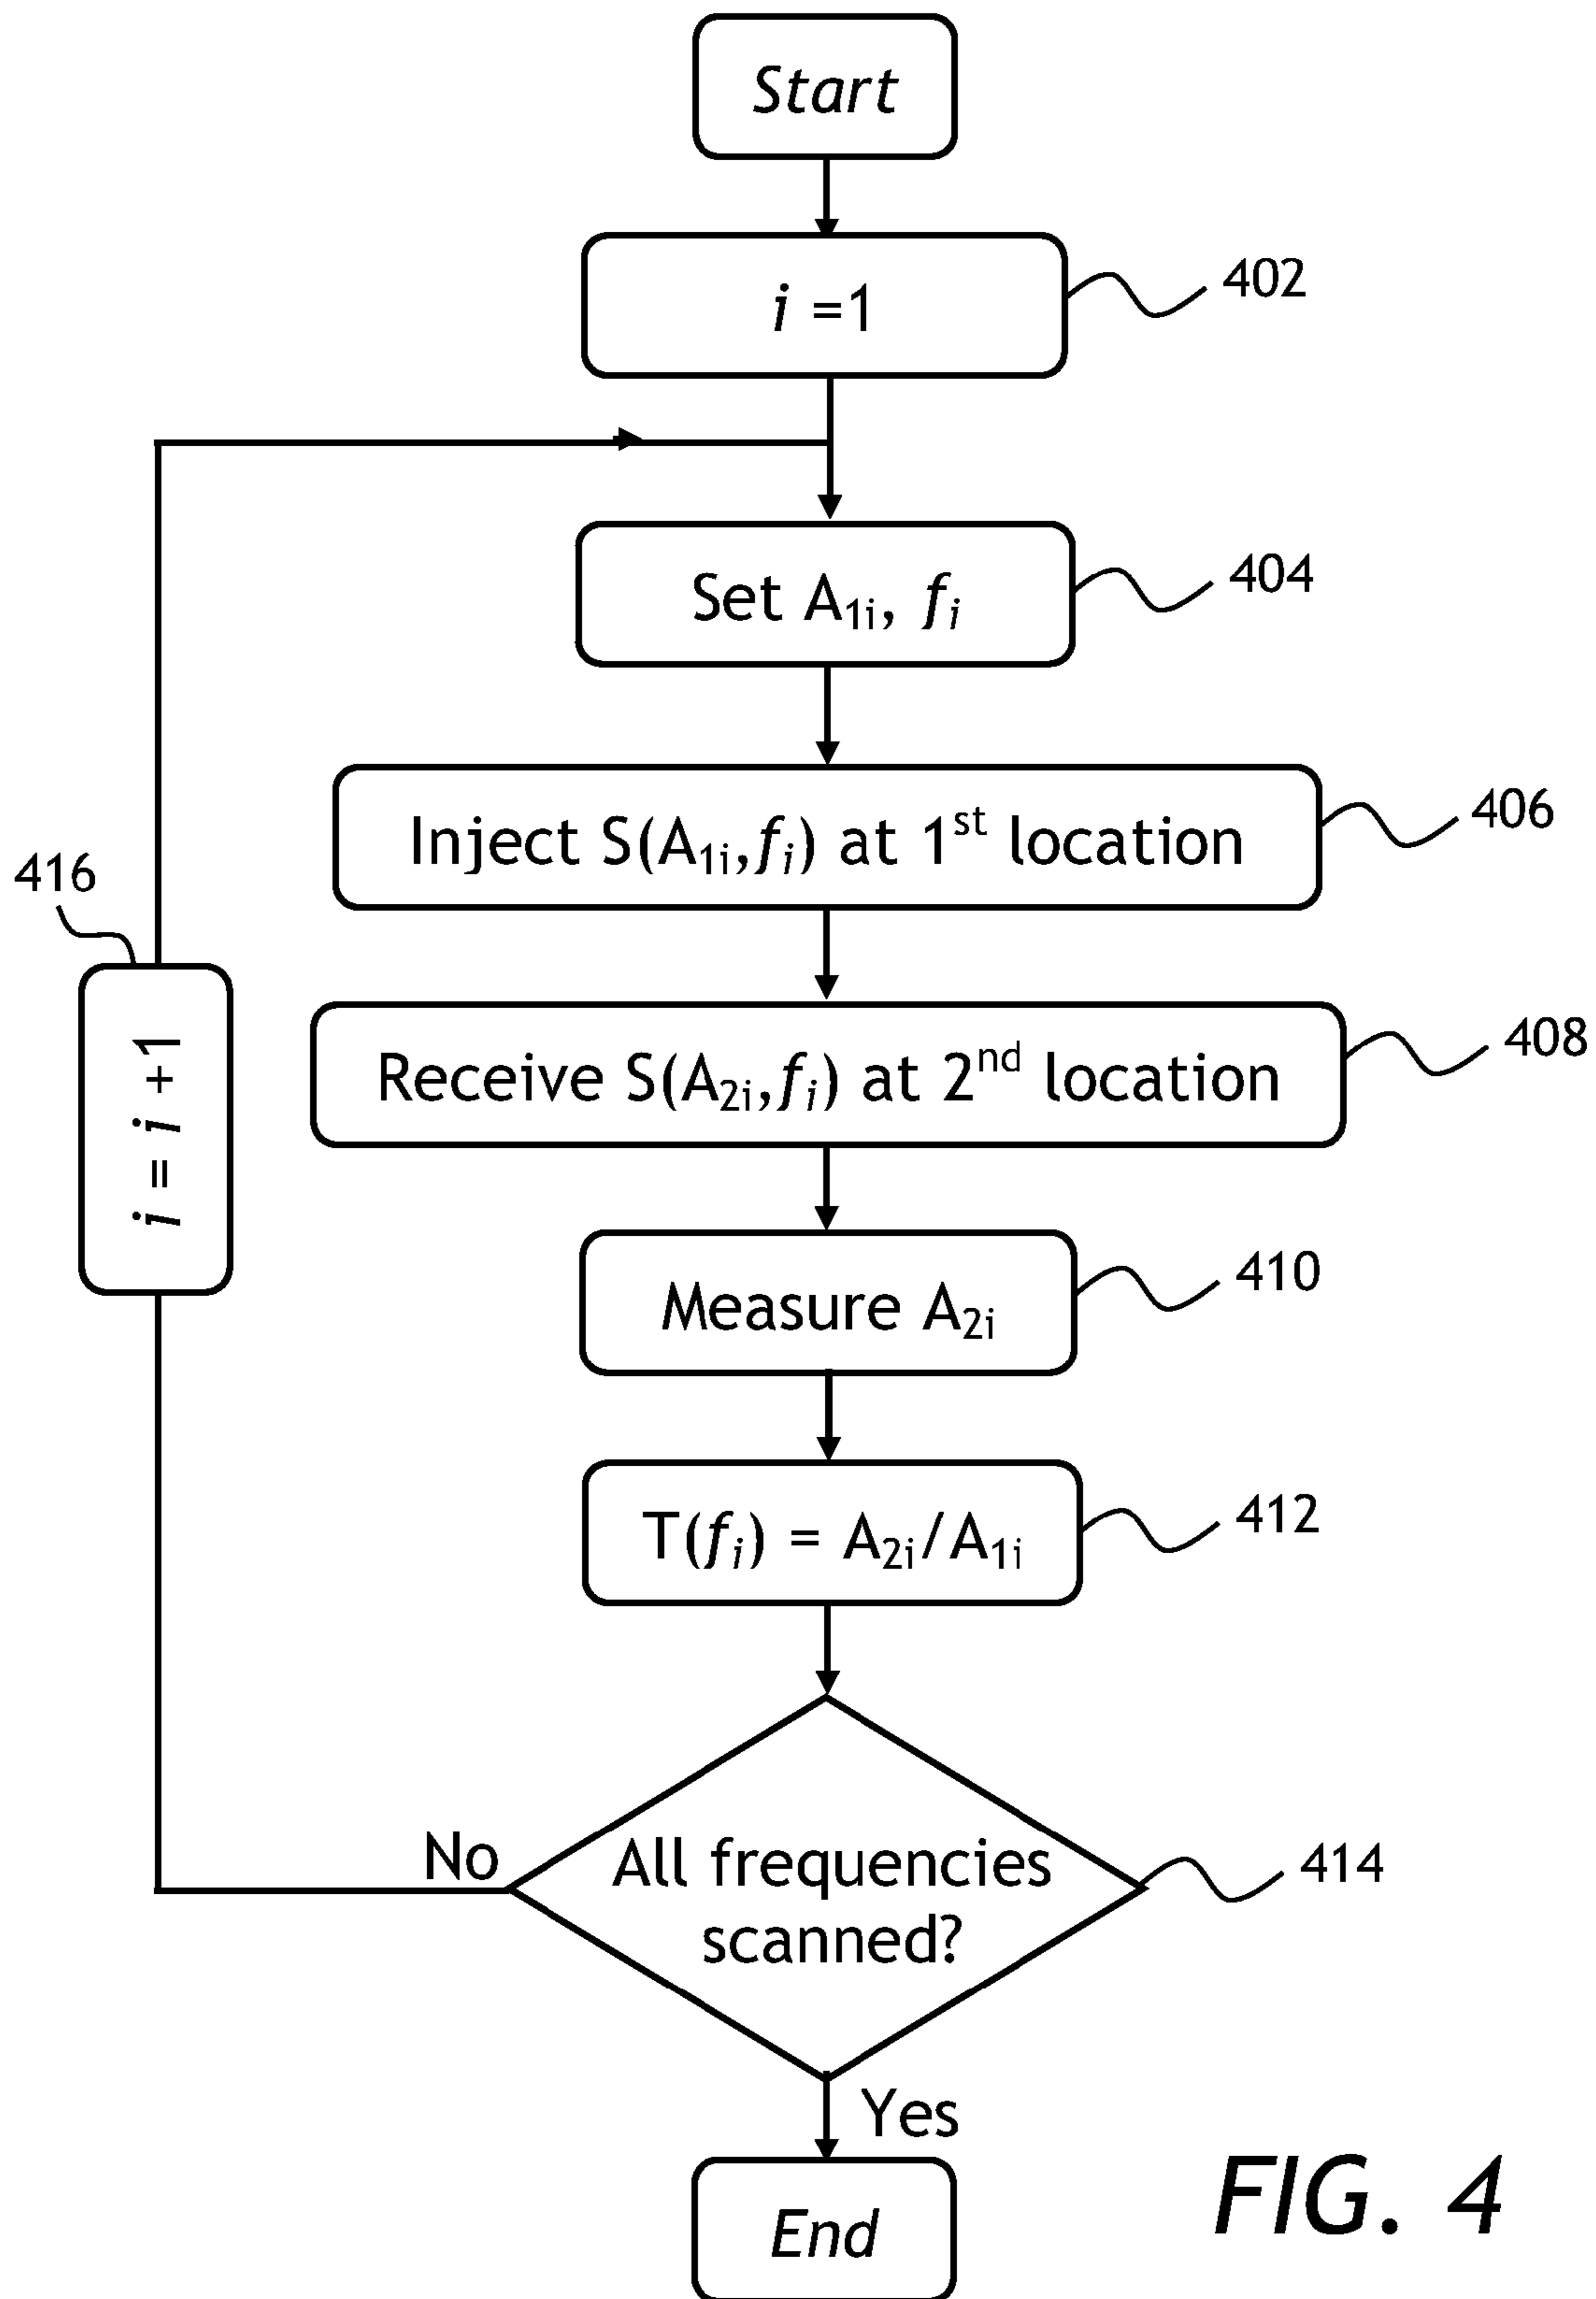 Start
i =1
402
Set A₁ᵢ, fᵢ
404
Inject S(A₁ᵢ,fᵢ) at 1ˢᵗ location
406
416
i = i +1
Receive S(A₂ᵢ,fᵢ) at 2ⁿᵈ location
408
Measure A₂ᵢ
410
T(fᵢ) = A₂ᵢ/A₁ᵢ
412
No
All frequencies
scanned?
414
Yes
End
FIG. 4